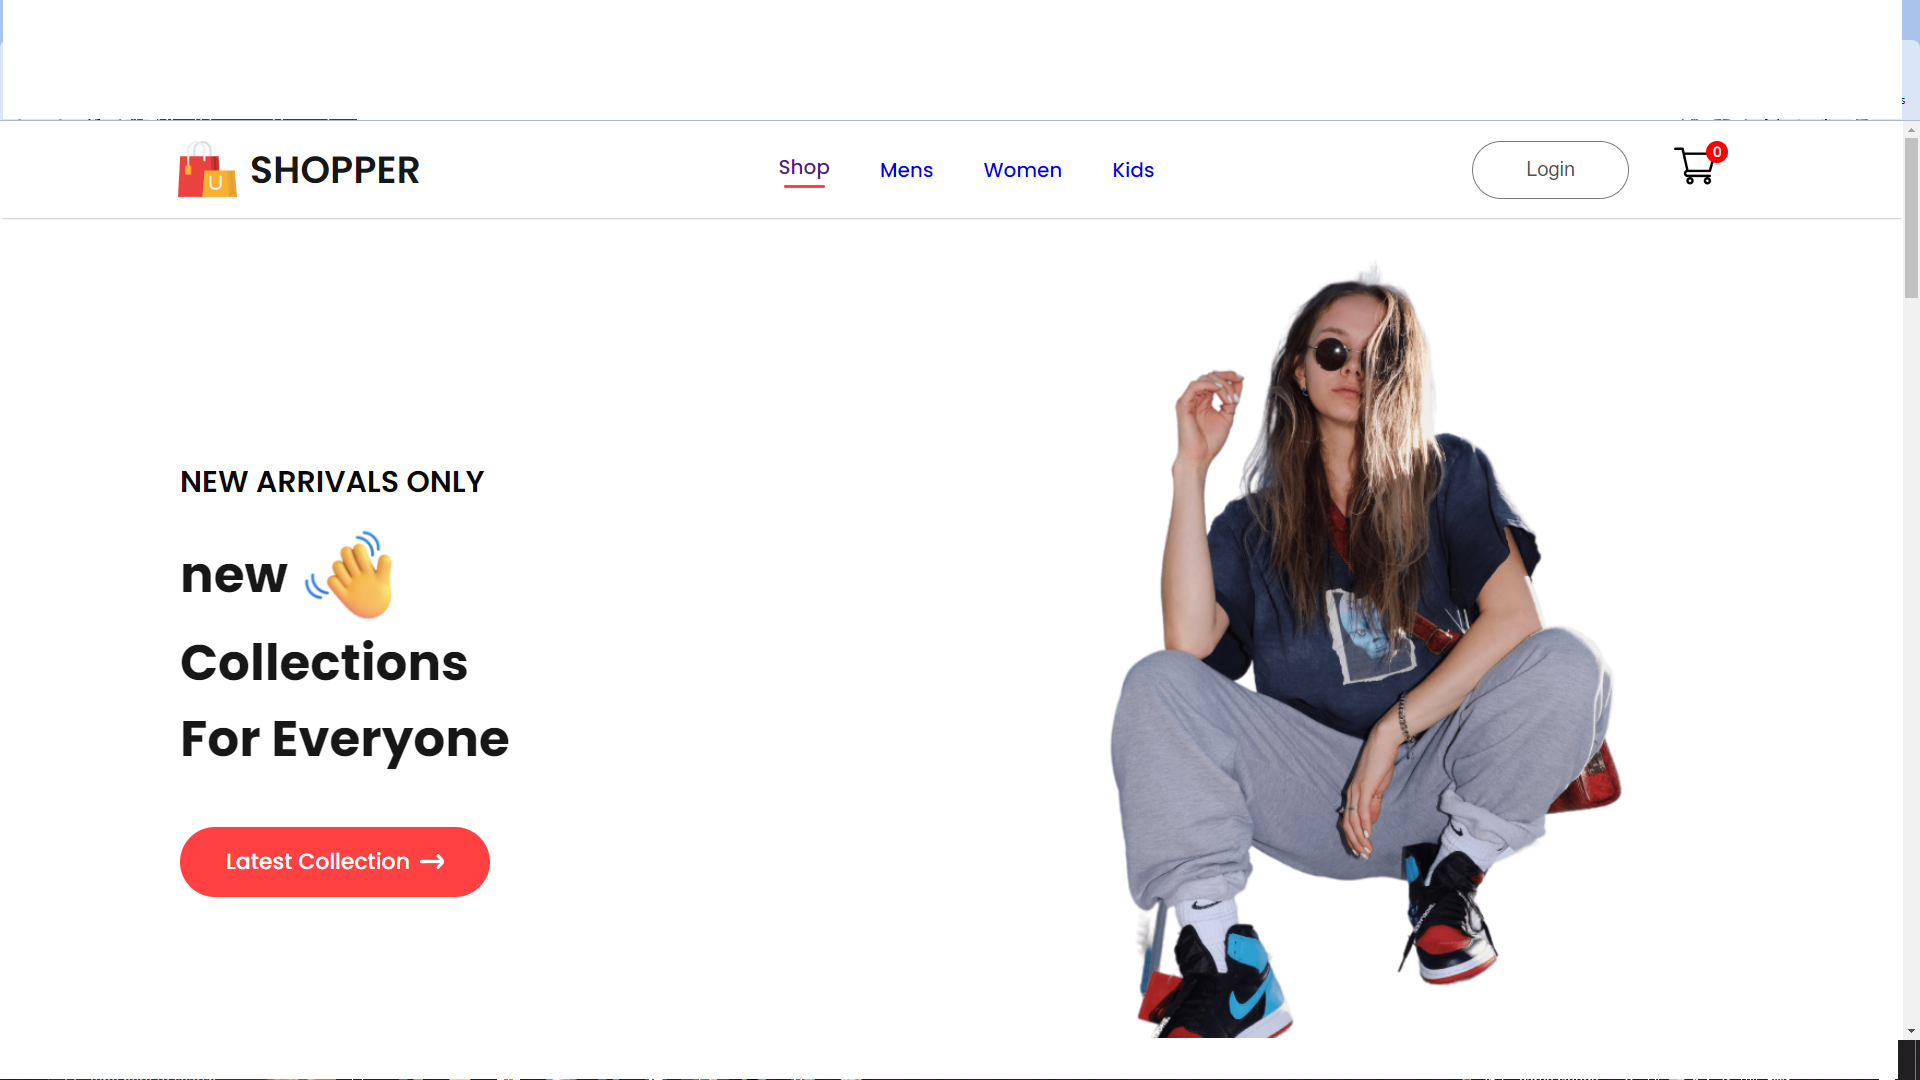 SHOPPER
Shop
Mens
Women
Kids
Login
0
NEW ARRIVALS ONLY
new
Collections
For Everyone
Latest Collection →